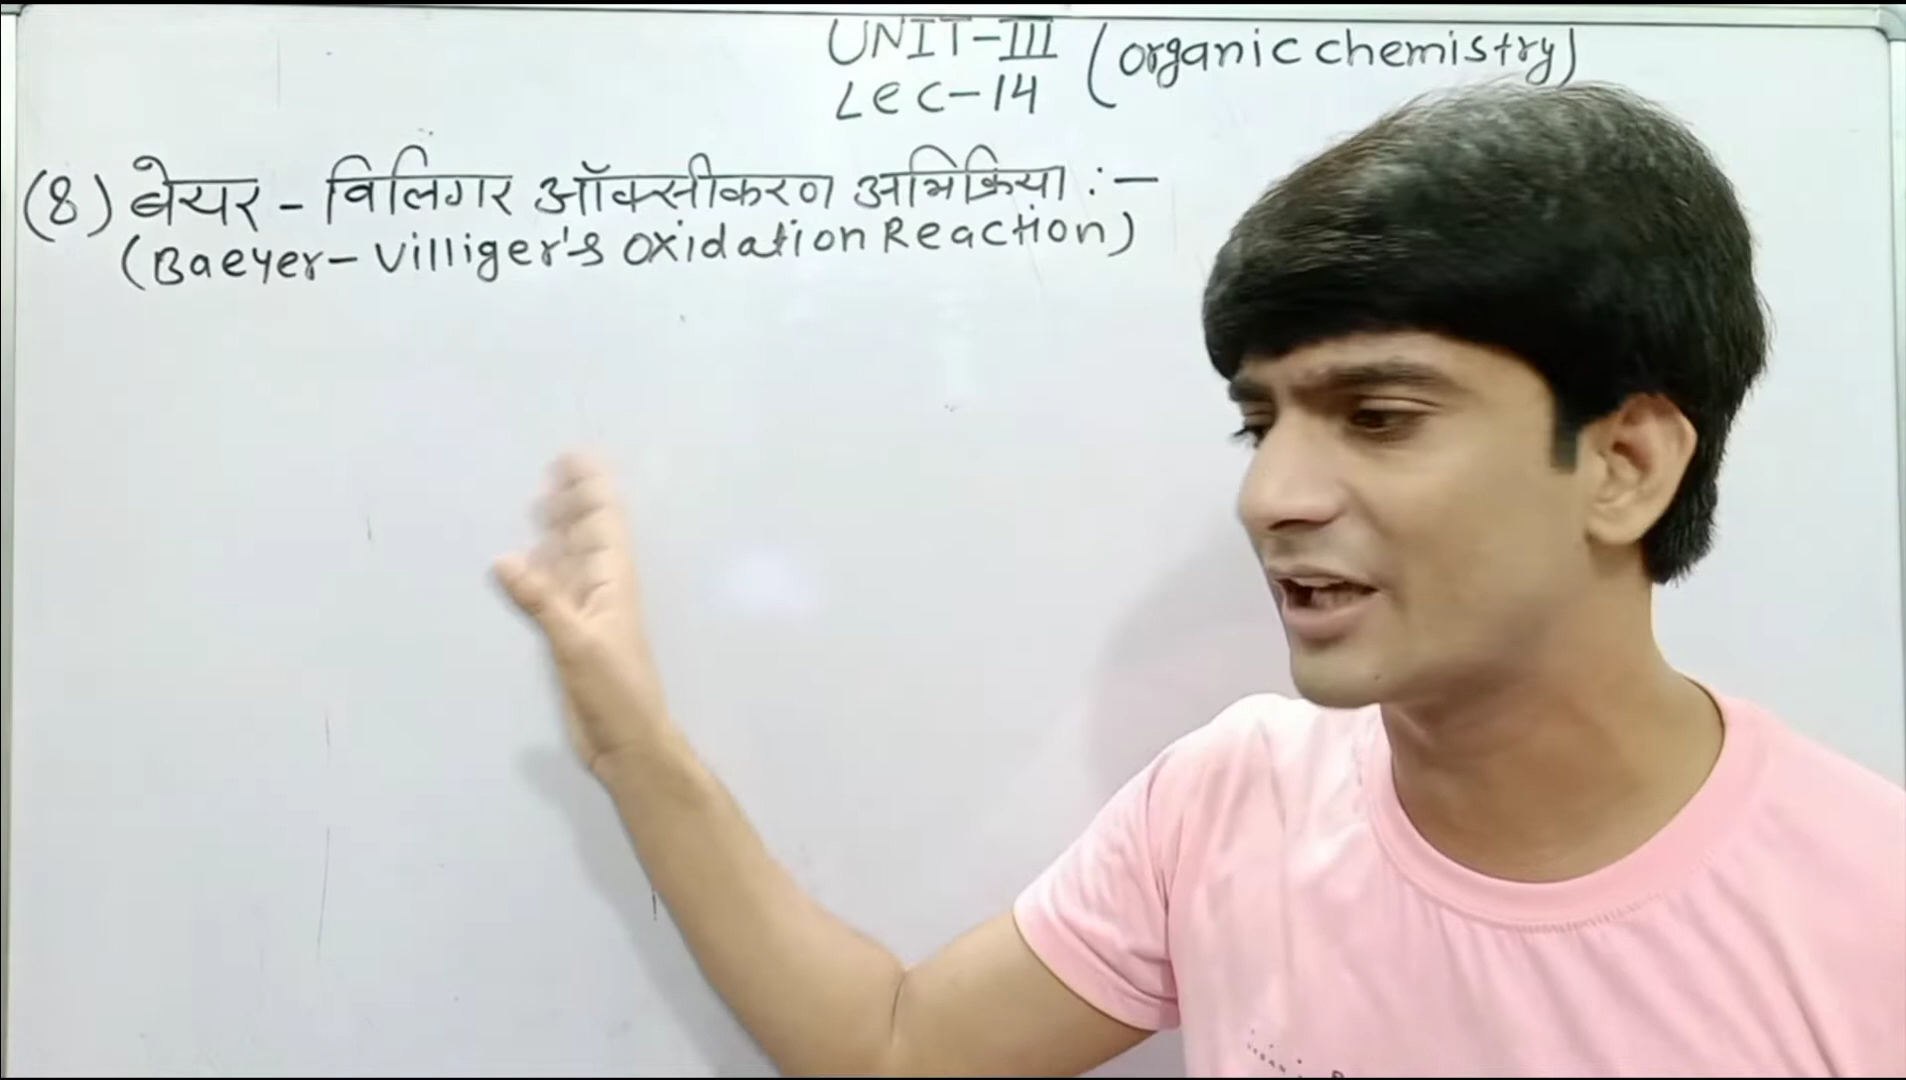 UNIT-III (organic chemistry)
Lec-14
(8) बेयर - विलिगर ऑक्सीकरण अभिक्रिया :-
(Baeyer-Villiger's oxidation Reaction)